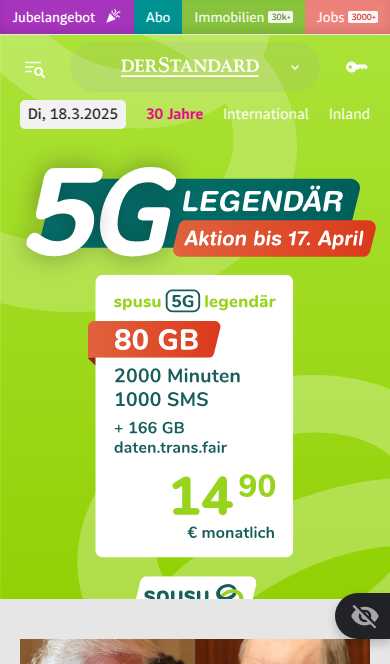 Jubelangebot Abo Immobilien 30k+ Jobs 3000+
DERSTANDARD
Di, 18.3.2025 30 Jahre International Inland
5G LEGENDÄR
Aktion bis 17. April
spusu 5G legendär
80 GB
2000 Minuten
1000 SMS
+ 166 GB
daten.trans.fair
14 90
€ monatlich
spusu